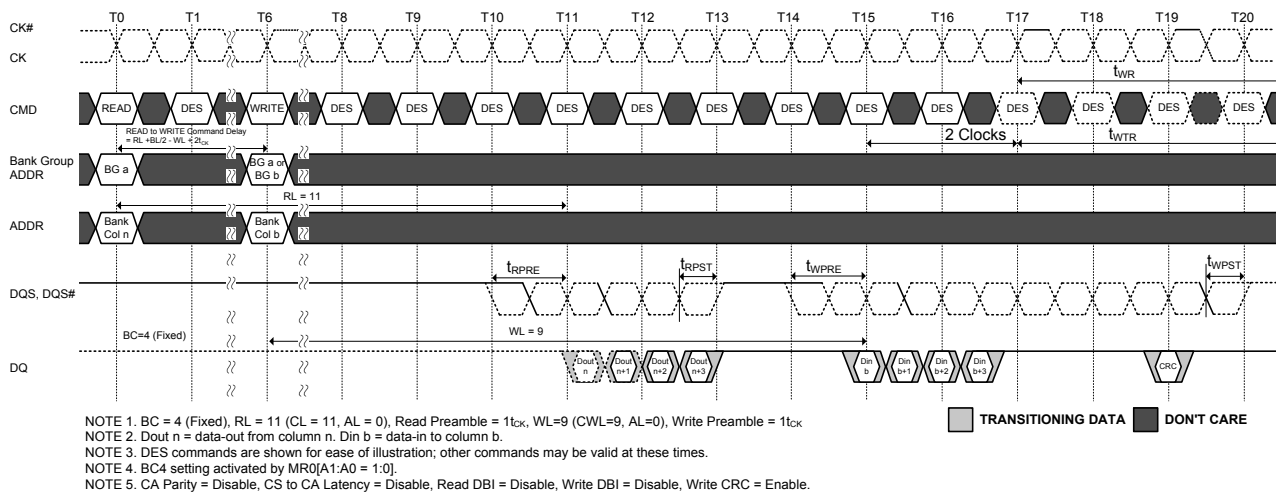 T0 T1 T6 T8 T9 T10 T11 T12 T13 T14 T15 T16 T17 T18 T19 T20
CK#
CK
tWR
CMD
READ DES WRITE DES DES DES DES DES DES DES DES DES DES DES DES DES
READ to WRITE Command Delay
= RL +BL/2 - WL + 2tCK
2 Clocks
tWTR
Bank Group
ADDR
BG a
BG a or
BG b
RL = 11
ADDR
Bank
Col n
Bank
Col b
tRPRE tRPST tWPRE tWPST
DQS, DQS#
BC=4 (Fixed)
WL = 9
DQ
Dout
n
Dout
n+1
Dout
n+2
Dout
n+3
Din
b
Din
b+1
Din
b+2
Din
b+3
CRC
NOTE 1. BC = 4 (Fixed), RL = 11 (CL = 11, AL = 0), Read Preamble = 1tCK, WL=9 (CWL=9, AL=0), Write Preamble = 1tCK
NOTE 2. Dout n = data-out from column n. Din b = data-in to column b.
NOTE 3. DES commands are shown for ease of illustration; other commands may be valid at these times.
NOTE 4. BC4 setting activated by MR0[A1:A0 = 1:0].
NOTE 5. CA Parity = Disable, CS to CA Latency = Disable, Read DBI = Disable, Write DBI = Disable, Write CRC = Enable.
TRANSITIONING DATA
DON'T CARE